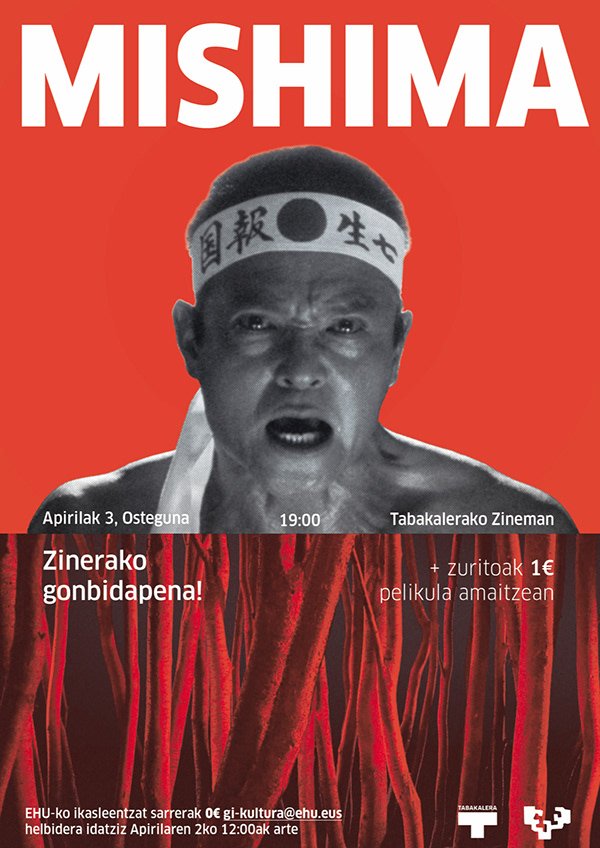 MISHIMA
国報 生七
Apirilak 3, Osteguna 19:00 Tabakalerako Zineman
Zinerako
gonbidapena!
+ zuritoak 1€
pelikula amaitzean
EHU-ko ikasleentzat sarrerak 0€ gi-kultura@ehu.eus
helbidera idatziz Apirilaren 2ko 12:00ak arte
TABAKALERA